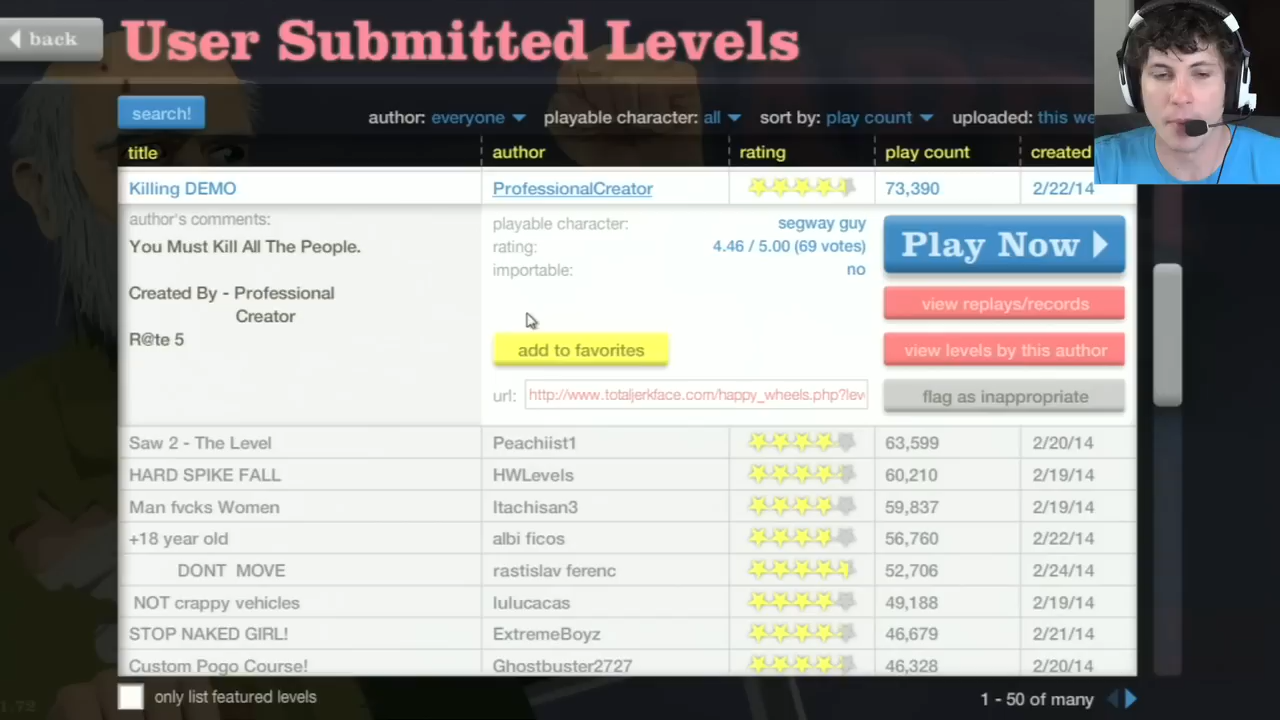 back
User Submitted Levels
search!
author: everyone playable character: all sort by: play count uploaded: this we
title author rating play count created
Killing DEMO ProfessionalCreator 73,390 2/22/14
author's comments:
You Must Kill All The People.
Created By - Professional
Creator
R@te 5
playable character: segway guy
rating: 4.46 / 5.00 (69 votes)
importable: no
add to favorites
url: http://www.totaljerkface.com/happy_wheels.php?lev
Play Now
view replays/records
view levels by this author
flag as inappropriate
Saw 2 - The Level Peachiist1 63,599 2/20/14
HARD SPIKE FALL HWLevels 60,210 2/19/14
Man fvcks Women Itachisan3 59,837 2/19/14
+18 year old albi ficos 56,760 2/22/14
DONT MOVE rastislav ferenc 52,706 2/24/14
NOT crappy vehicles lulucacas 49,188 2/19/14
STOP NAKED GIRL! ExtremeBoyz 46,679 2/21/14
Custom Pogo Course! Ghostbuster2727 46,328 2/20/14
1.72
only list featured levels
1 - 50 of many